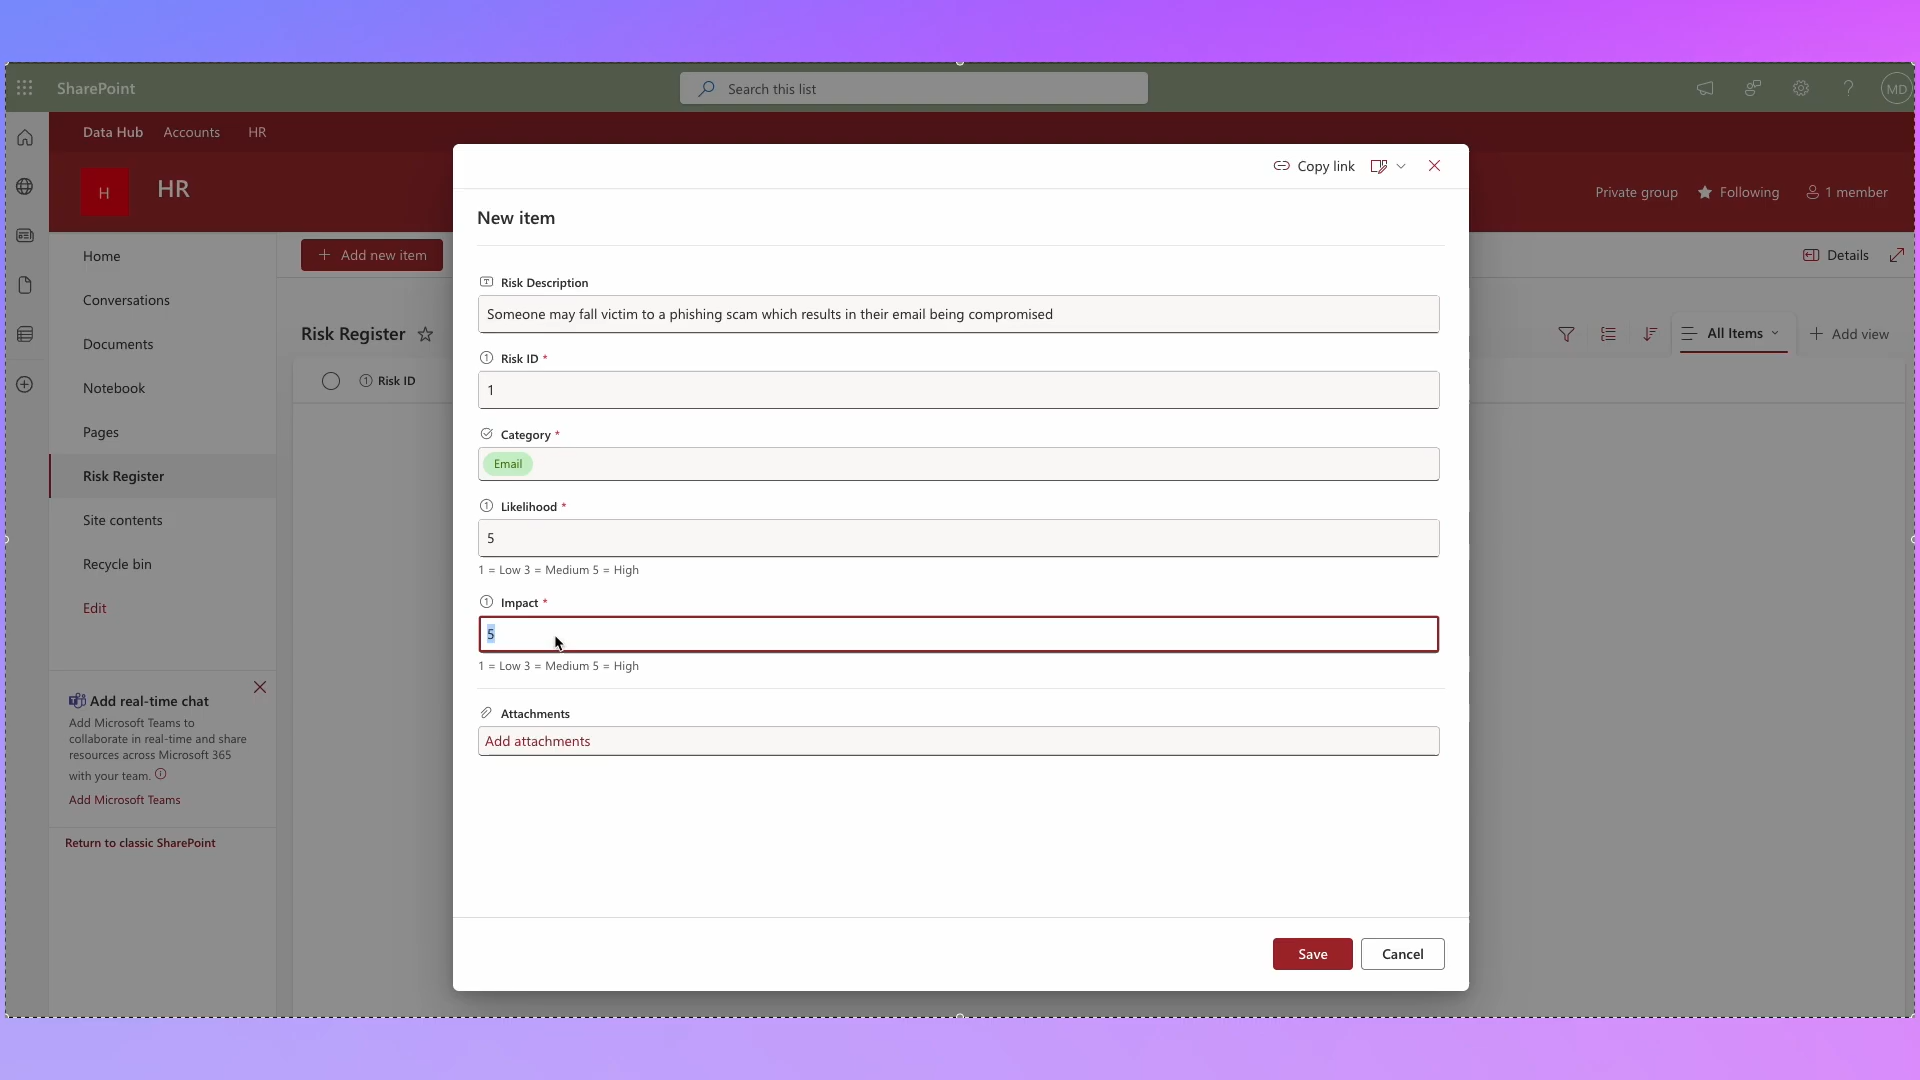 SharePoint
Search this list
MD
Data Hub
Accounts
HR
H
HR
Private group
Following
1 member
Home
Conversations
Documents
Notebook
Pages
Risk Register
Site contents
Recycle bin
Edit
Add real-time chat
Add Microsoft Teams to
collaborate in real-time and share
resources across Microsoft 365
with your team.
Add Microsoft Teams
Return to classic SharePoint
+ Add new item
Details
Risk Register
All Items
+ Add view
Risk ID
Copy link
New item
Risk Description
Someone may fall victim to a phishing scam which results in their email being compromised
Risk ID *
1
Category *
Email
Likelihood *
5
1 = Low 3 = Medium 5 = High
Impact *
5
1 = Low 3 = Medium 5 = High
Attachments
Add attachments
Save
Cancel